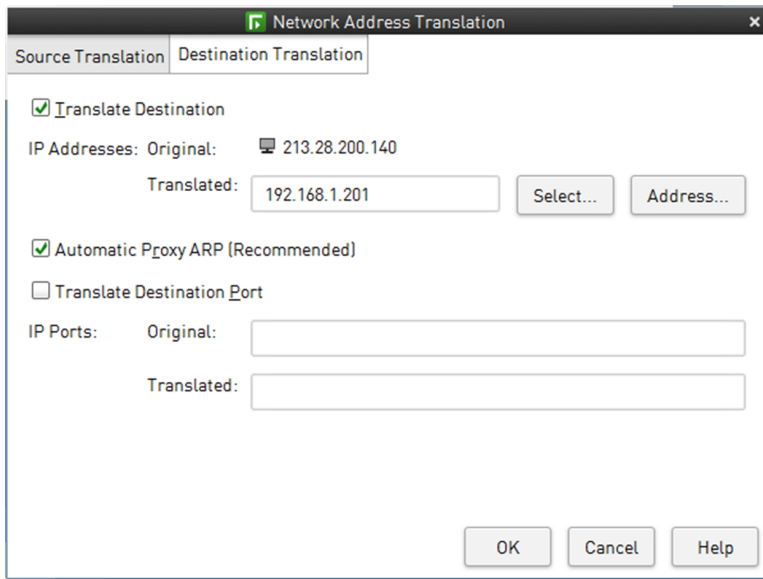 Network Address Translation
Source Translation Destination Translation
Translate Destination
IP Addresses: Original: 213.28.200.140
Translated: 192.168.1.201 Select... Address...
Automatic Proxy ARP (Recommended)
Translate Destination Port
IP Ports: Original:
Translated:
OK Cancel Help